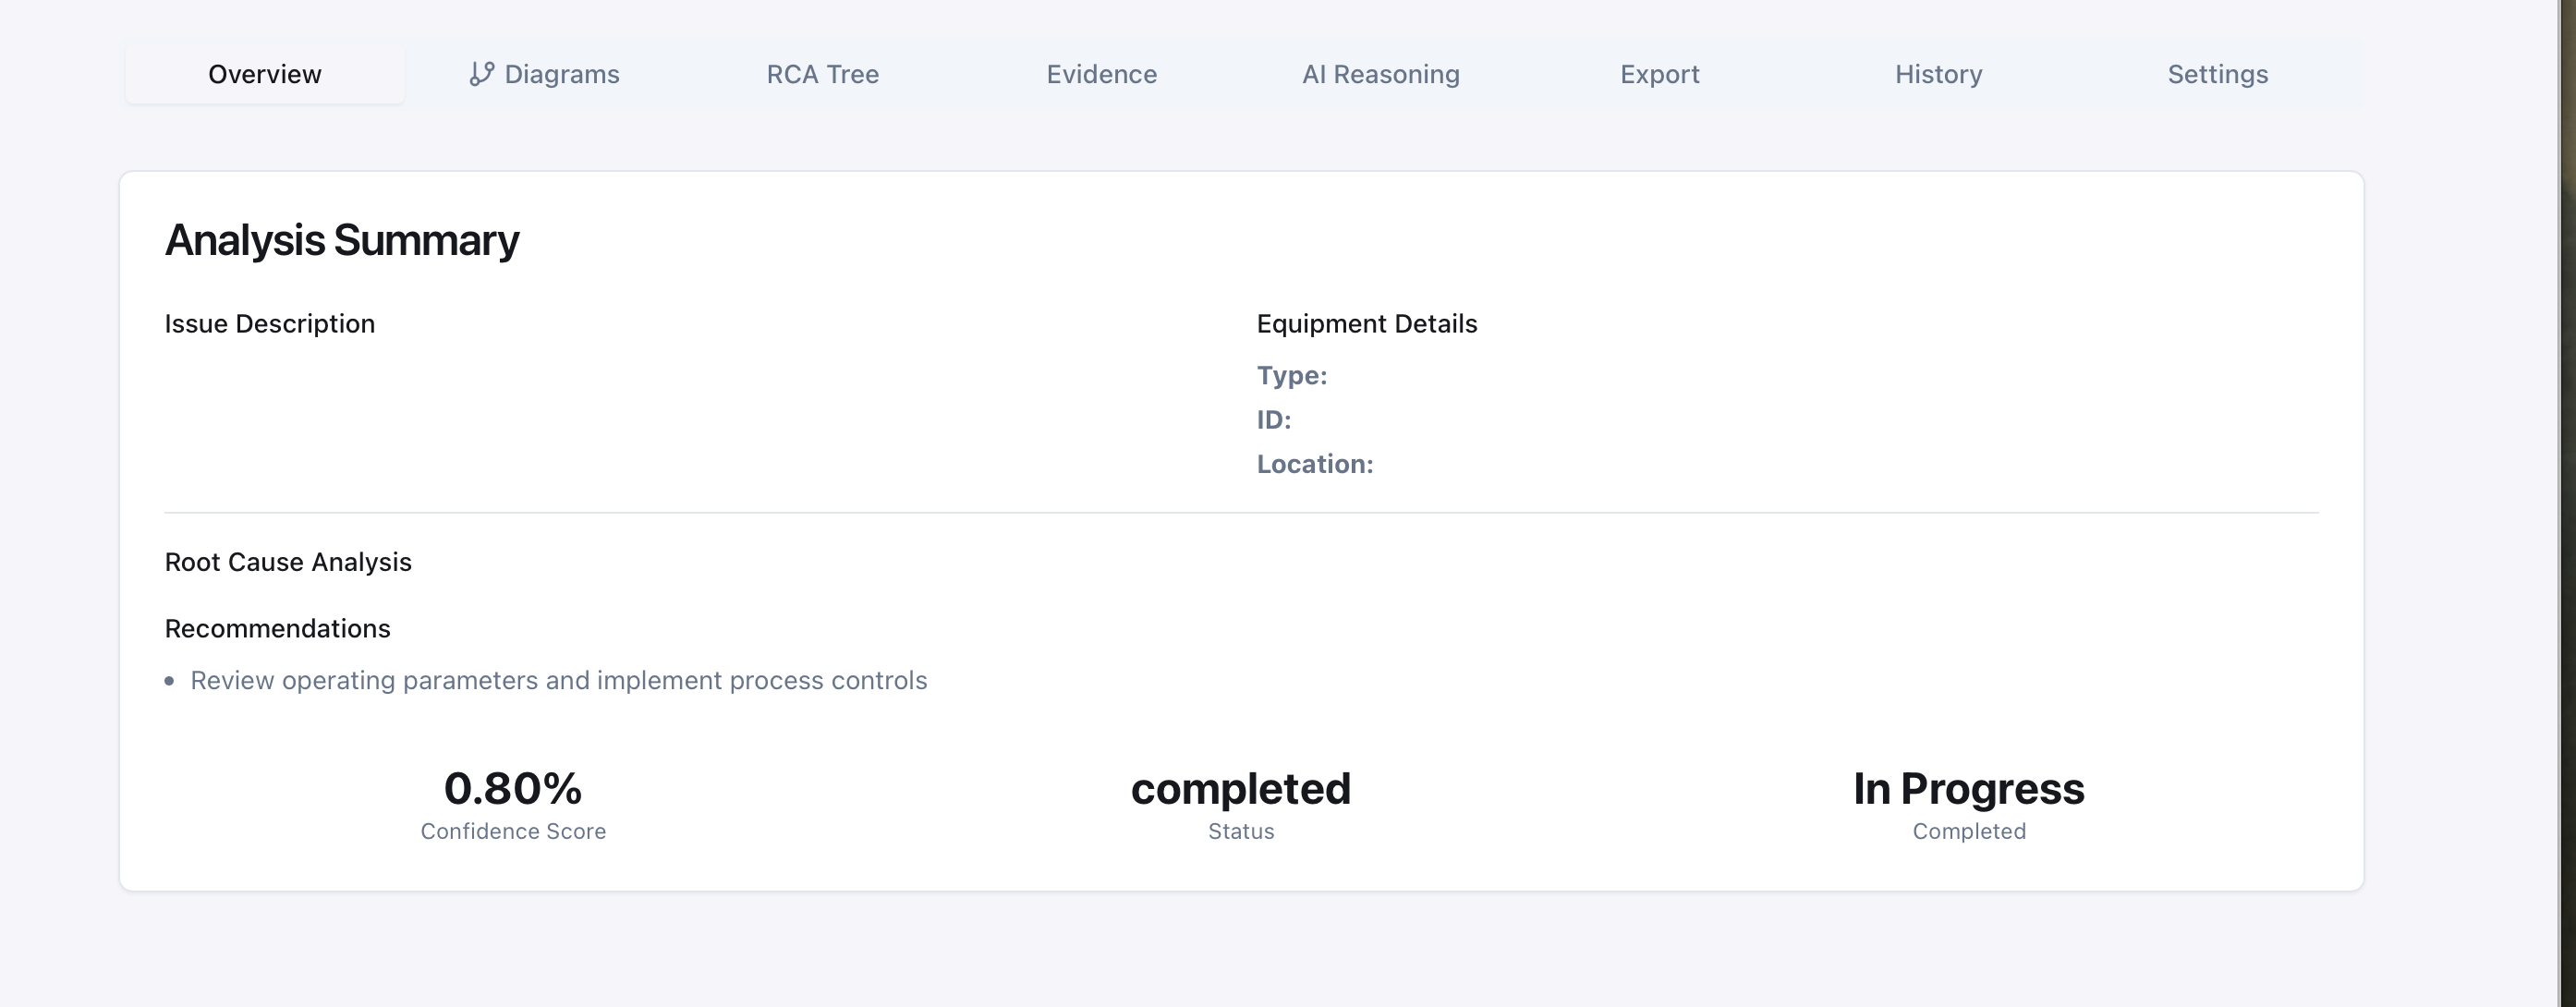 Overview Diagrams RCA Tree Evidence AI Reasoning Export History Settings
Analysis Summary
Issue Description
Equipment Details
Type:
ID:
Location:
Root Cause Analysis
Recommendations
• Review operating parameters and implement process controls
0.80%
Confidence Score
completed
Status
In Progress
Completed